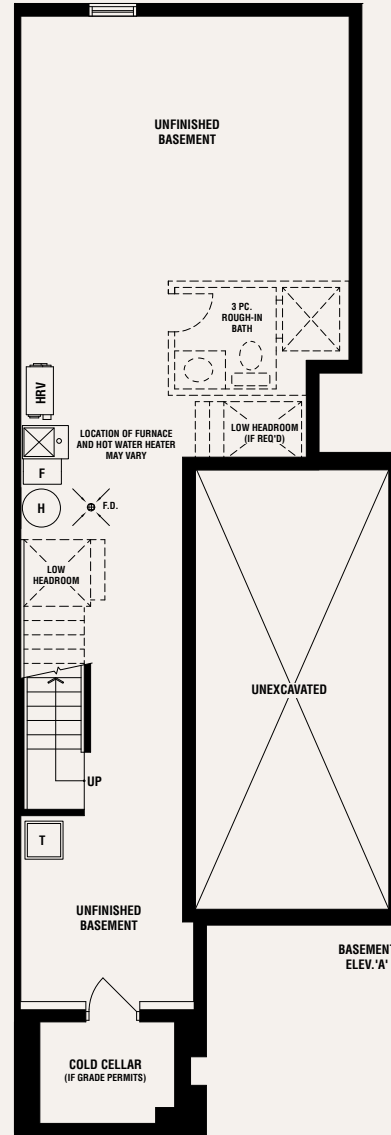 UNFINISHED
BASEMENT
3 PC.
ROUGH-IN
BATH
HRV
LOCATION OF FURNACE
AND HOT WATER HEATER
MAY VARY
LOW HEADROOM
(IF REQ'D)
F
H
F.D.
LOW
HEADROOM
UNEXCAVATED
UP
T
UNFINISHED
BASEMENT
BASEMENT
ELEV.'A'
COLD CELLAR
(IF GRADE PERMITS)